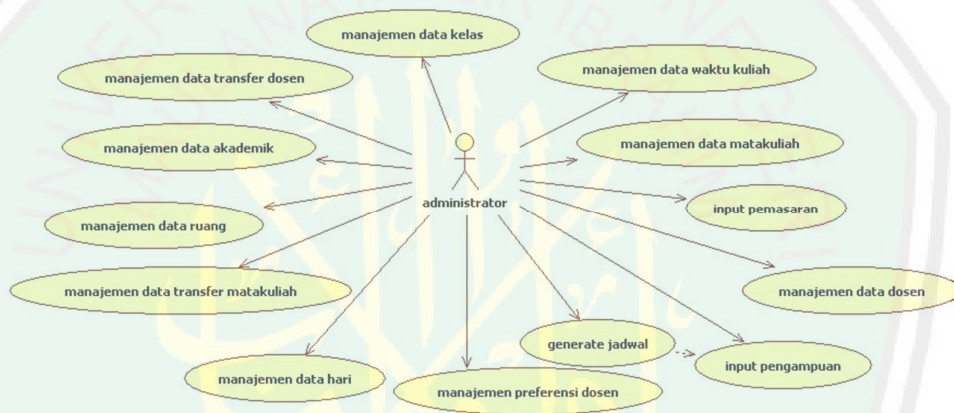 manajemen data kelas
manajemen data transfer dosen
manajemen data waktu kuliah
manajemen data akademik
manajemen data matakuliah
administrator
input pemasaran
manajemen data ruang
manajemen data transfer matakuliah
manajemen data dosen
generate jadwal
input pengampuan
manajemen data hari
manajemen preferensi dosen